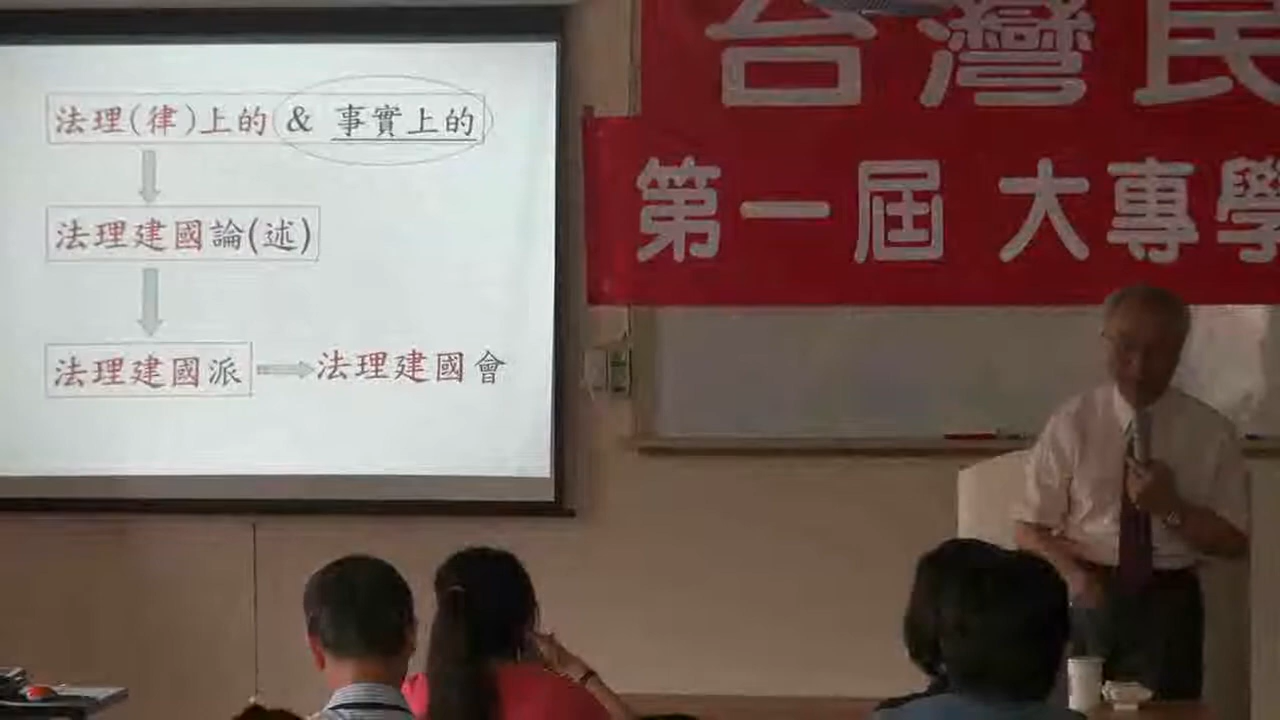 法理(律)上的 & 事實上的
法理建國論(述)
法理建國派 法理建國會
台灣民
第一屆 大專學